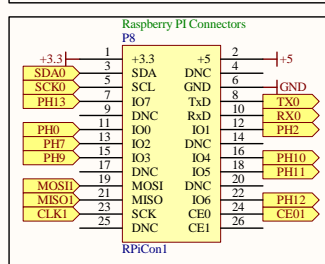 Raspberry PI Connectors
P8
+3.3 1 +3.3 +5 2 +5
SDA0 3 SDA DNC 4
SCK0 5 SCL GND 6 GND
PH13 7 IO7 TxD 8 TX0
9 DNC RxD 10 RX0
PH0 11 IO0 IO1 12 PH2
PH7 13 IO2 DNC 14
PH9 15 IO3 IO4 16 PH10
17 DNC IO5 18 PH11
MOSI1 19 MOSI DNC 20
MISO1 21 MISO IO6 22 PH12
CLK1 23 SCK CE0 24 CE01
25 DNC CE1 26
RPiCon1